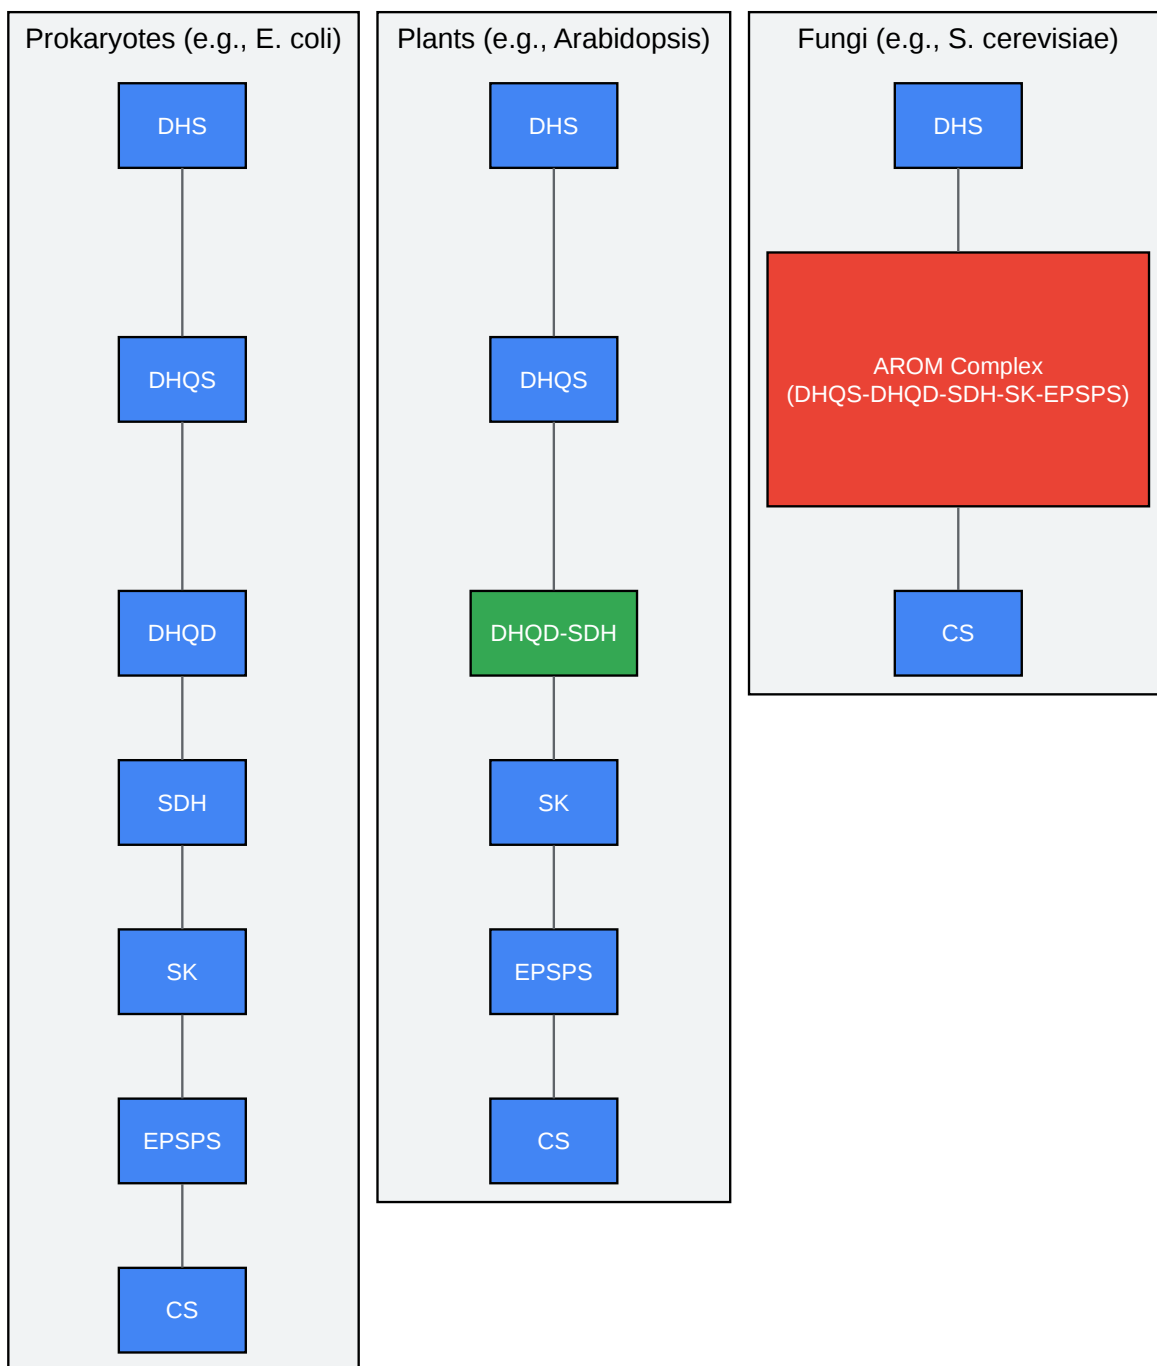 Prokaryotes (e.g., E. coli)
DHS
DHQS
DHQD
SDH
SK
EPSPS
CS
Plants (e.g., Arabidopsis)
DHS
DHQS
DHQD-SDH
SK
EPSPS
CS
Fungi (e.g., S. cerevisiae)
DHS
AROM Complex
(DHQS-DHQD-SDH-SK-EPSPS)
CS